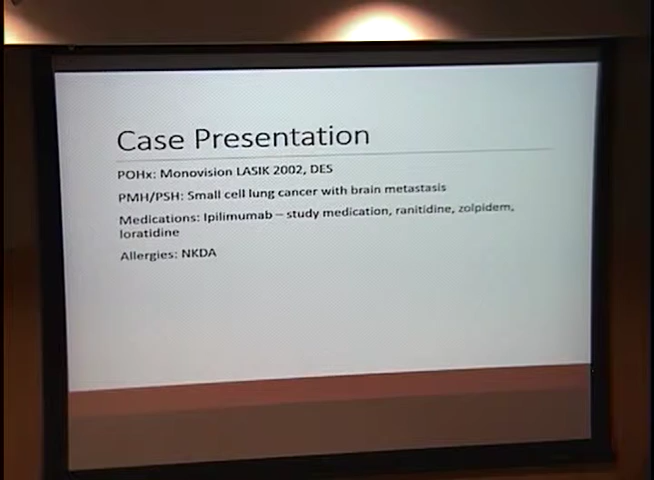 Case Presentation
POHx: Monovision LASIK 2002, DES
PMH/PSH: Small cell lung cancer with brain metastasis
Medications: Ipilimumab – study medication, ranitidine, zolpidem,
loratidine
Allergies: NKDA